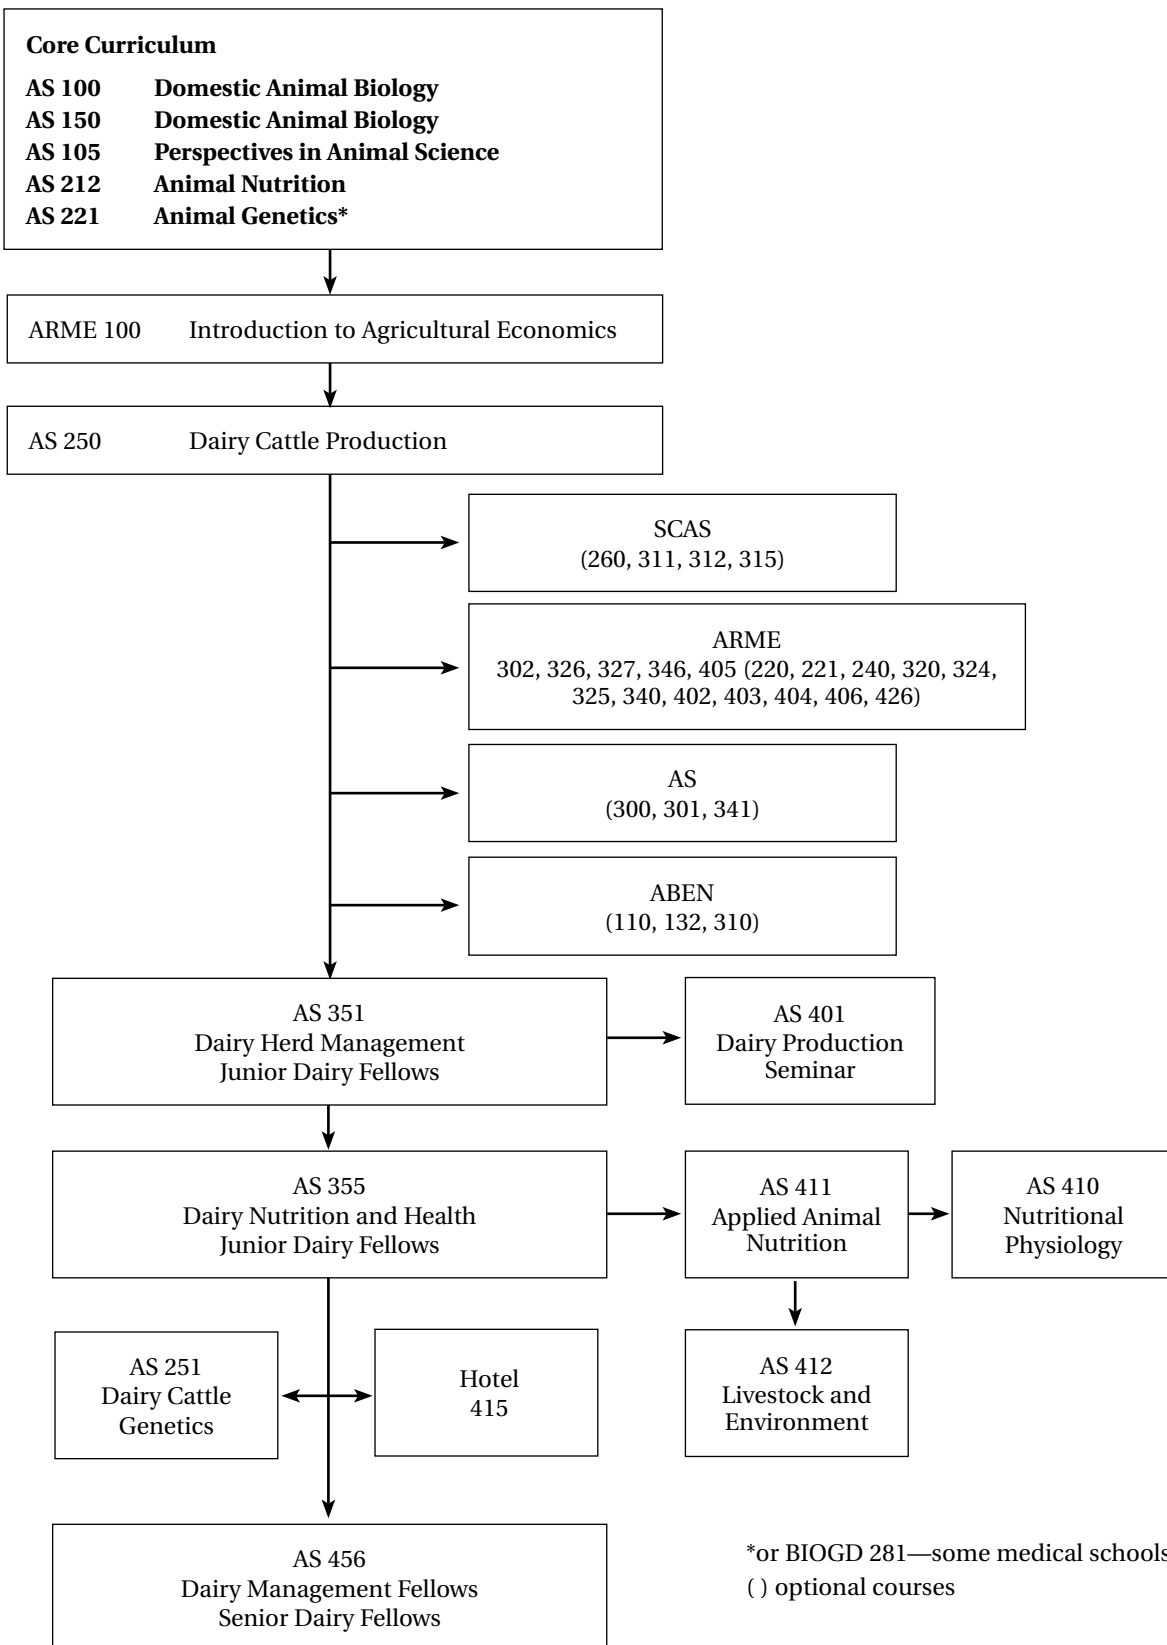 Core Curriculum
AS 100 Domestic Animal Biology
AS 150 Domestic Animal Biology
AS 105 Perspectives in Animal Science
AS 212 Animal Nutrition
AS 221 Animal Genetics*
ARME 100 Introduction to Agricultural Economics
AS 250 Dairy Cattle Production
SCAS
(260, 311, 312, 315)
ARME
302, 326, 327, 346, 405 (220, 221, 240, 320, 324,
325, 340, 402, 403, 404, 406, 426)
AS
(300, 301, 341)
ABEN
(110, 132, 310)
AS 351
Dairy Herd Management
Junior Dairy Fellows
AS 401
Dairy Production
Seminar
AS 355
Dairy Nutrition and Health
Junior Dairy Fellows
AS 411
Applied Animal
Nutrition
AS 410
Nutritional
Physiology
AS 251
Dairy Cattle
Genetics
Hotel
415
AS 412
Livestock and
Environment
AS 456
Dairy Management Fellows
Senior Dairy Fellows
*or BIOGD 281—some medical schools
( ) optional courses